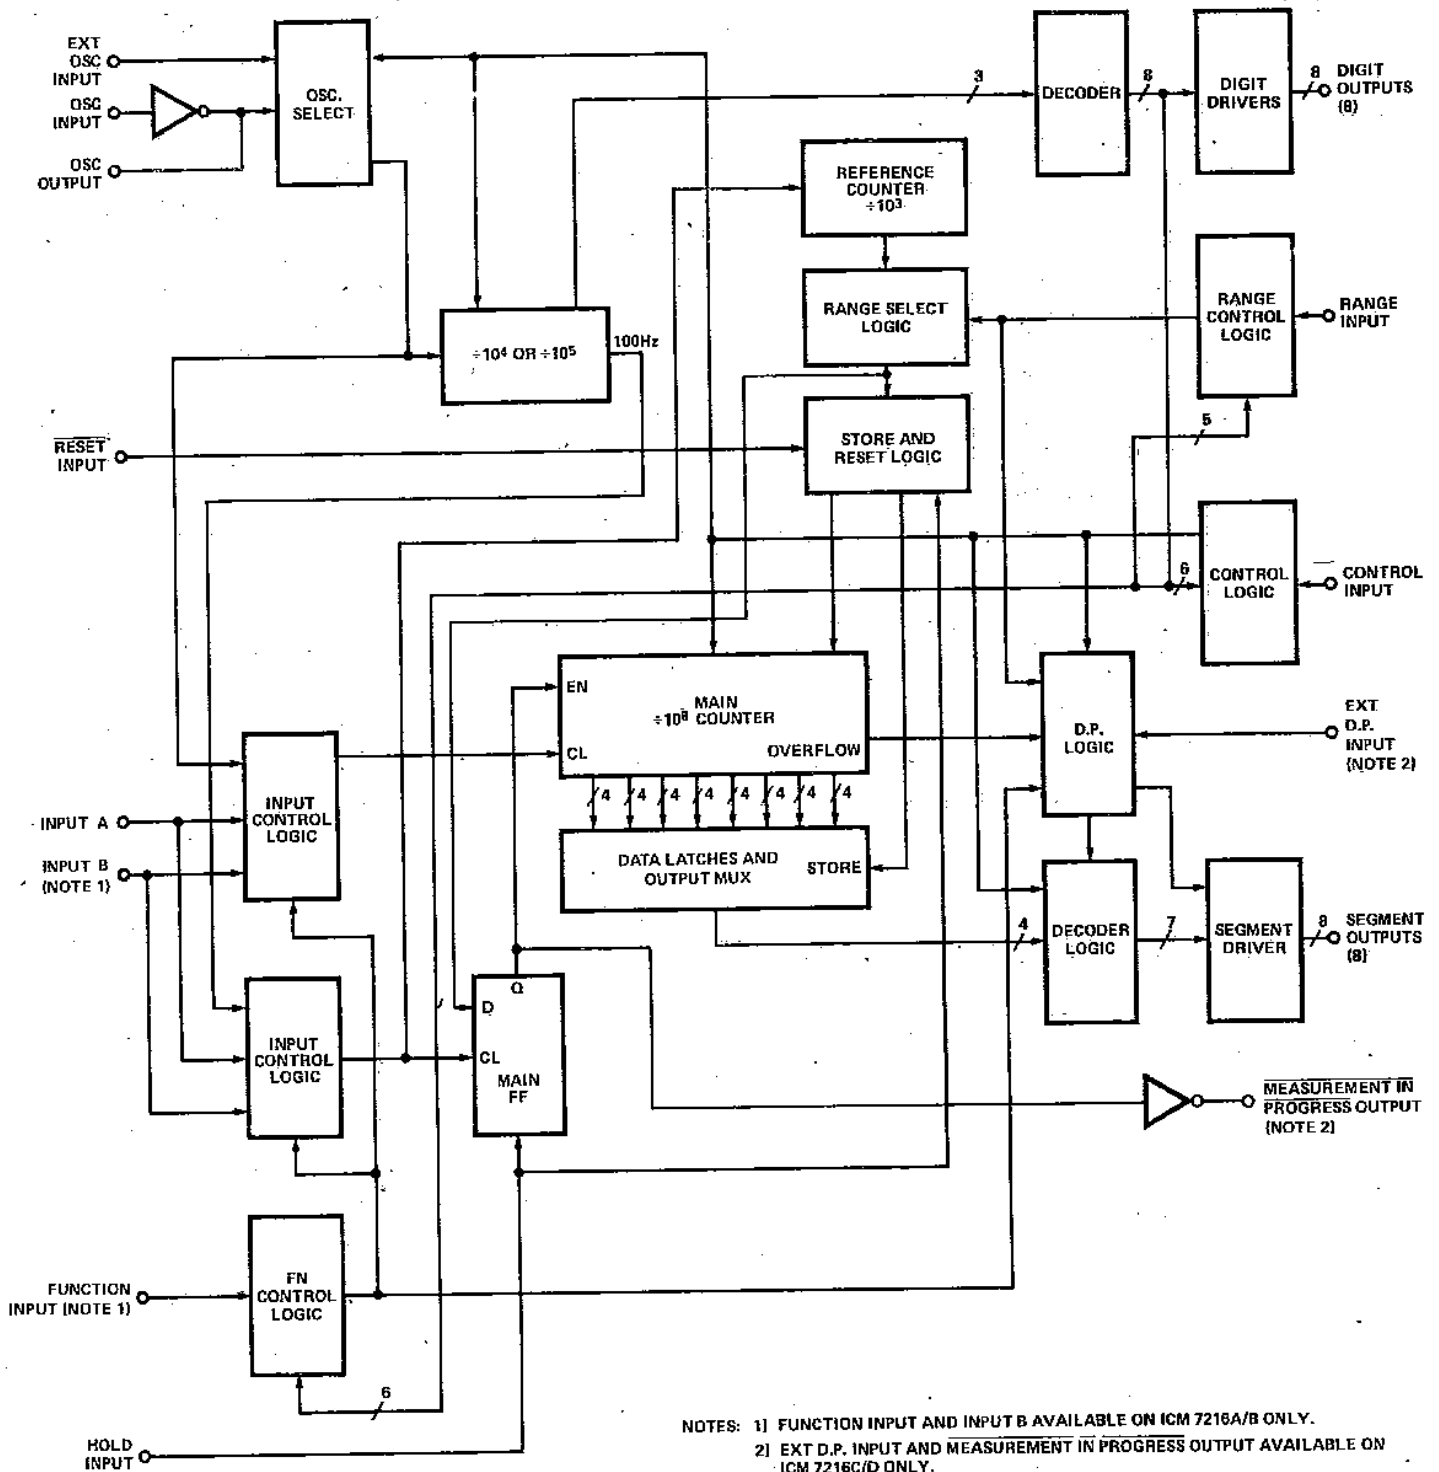 EXT
OSC
INPUT
OSC
INPUT
OSC
OUTPUT
OSC.
SELECT
3
DECODER
8
DIGIT
DRIVERS
8
DIGIT
OUTPUTS
(8)
REFERENCE
COUNTER
÷10³
RANGE SELECT
LOGIC
RANGE
CONTROL
LOGIC
RANGE
INPUT
÷10⁴ OR ÷10⁵
100Hz
RESET
INPUT
STORE AND
RESET LOGIC
5
6
CONTROL
LOGIC
CONTROL
INPUT
EN
MAIN
÷10⁸ COUNTER
CL
OVERFLOW
4
4
4
4
4
4
4
4
D.P.
LOGIC
EXT
D.P.
INPUT
(NOTE 2)
INPUT
CONTROL
LOGIC
INPUT A
INPUT B
(NOTE 1)
DATA LATCHES AND
OUTPUT MUX
STORE
4
DECODER
LOGIC
7
SEGMENT
DRIVER
8
SEGMENT
OUTPUTS
(8)
INPUT
CONTROL
LOGIC
Q
D
CL
MAIN
FF
MEASUREMENT IN
PROGRESS OUTPUT
(NOTE 2)
FUNCTION
INPUT (NOTE 1)
FN
CONTROL
LOGIC
6
HOLD
INPUT
NOTES: 1] FUNCTION INPUT AND INPUT B AVAILABLE ON ICM 7216A/B ONLY.
2] EXT D.P. INPUT AND MEASUREMENT IN PROGRESS OUTPUT AVAILABLE ON
ICM 7216C/D ONLY.